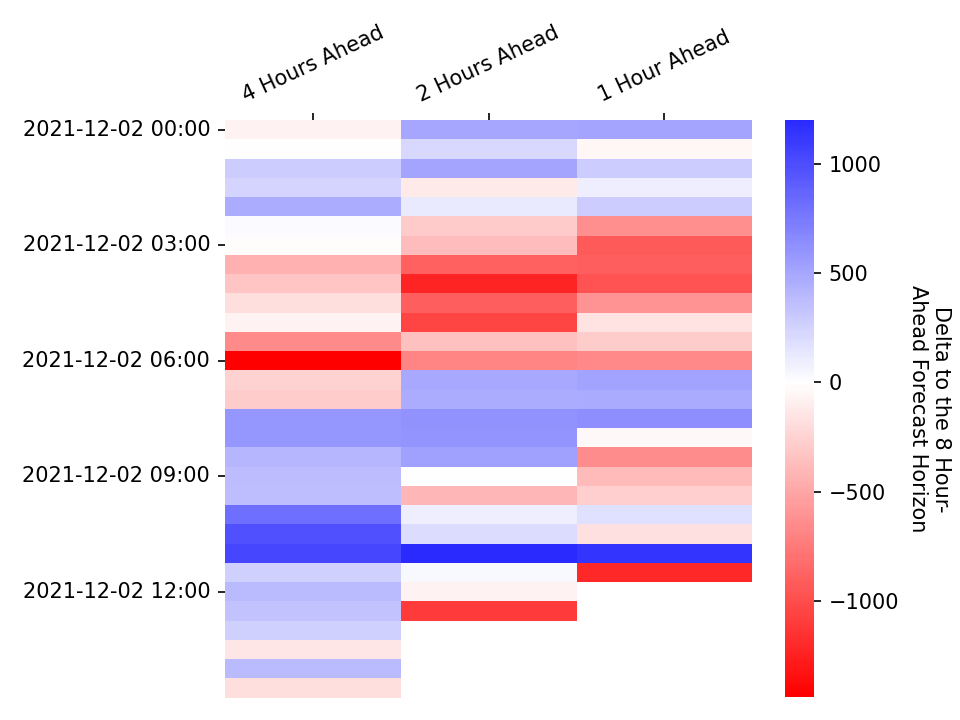 4 Hours Ahead
2 Hours Ahead
1 Hour Ahead
2021-12-02 00:00
2021-12-02 03:00
2021-12-02 06:00
2021-12-02 09:00
2021-12-02 12:00
1000
500
0
−500
−1000
Delta to the 8 Hour-
Ahead Forecast Horizon